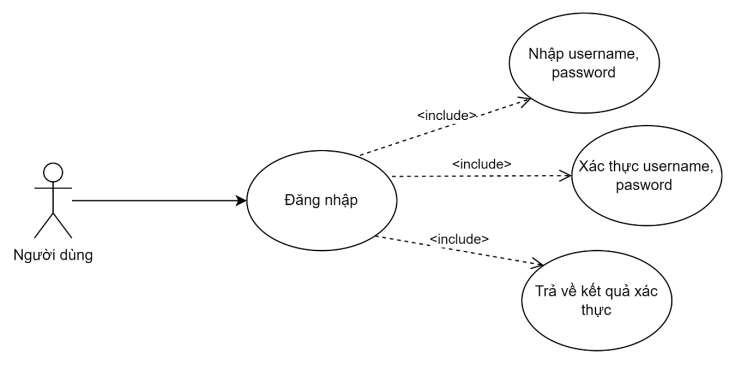 Nhập username,
password
<include>
<include>
Xác thực username,
pasword
Đăng nhập
Người dùng
<include>
Trả về kết quả xác
thực